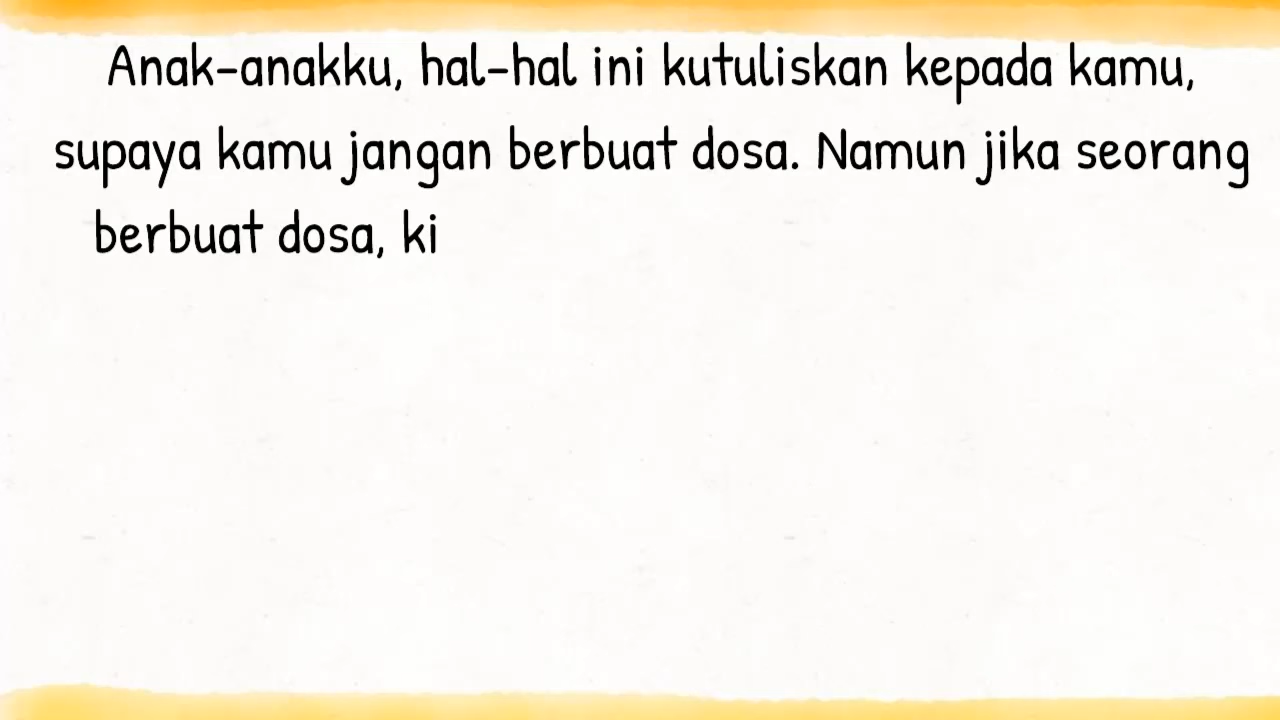 Anak-anakku, hal-hal ini kutuliskan kepada kamu,
supaya kamu jangan berbuat dosa. Namun jika seorang
berbuat dosa, ki